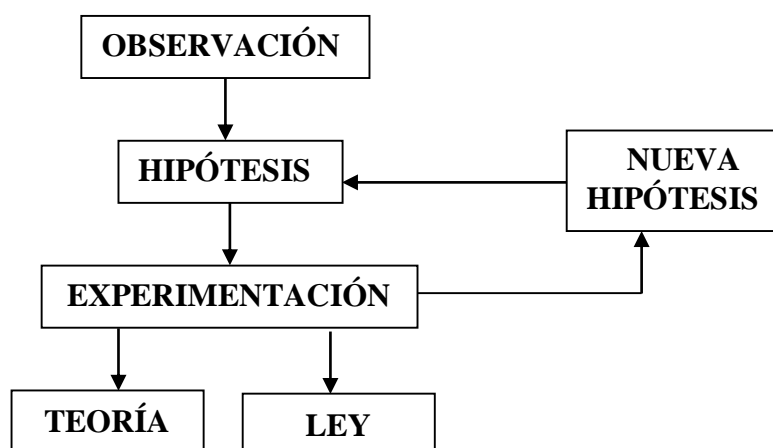 OBSERVACIÓN
HIPÓTESIS
NUEVA
HIPÓTESIS
EXPERIMENTACIÓN
TEORÍA
LEY